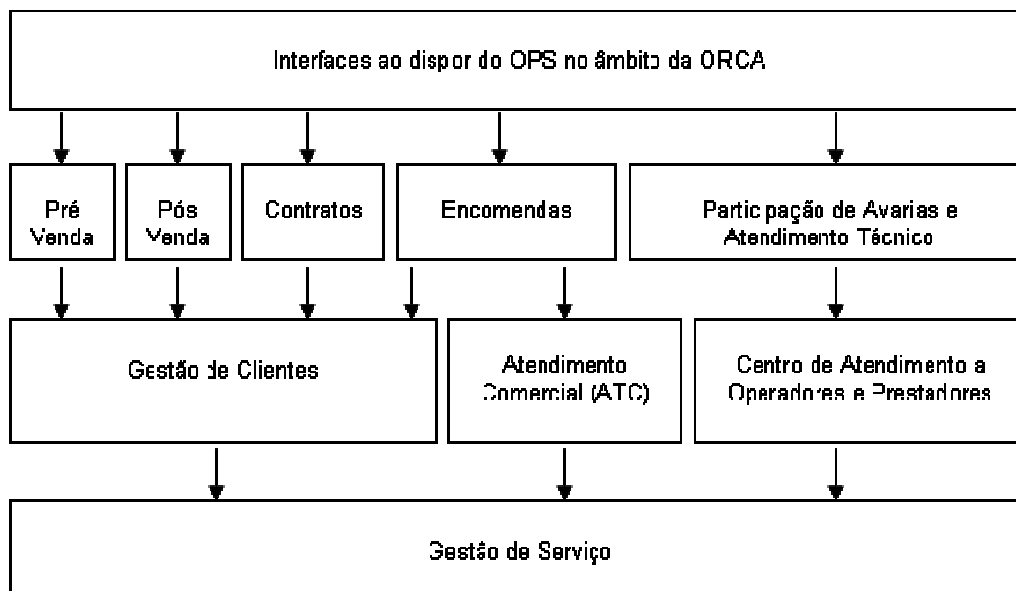 Interfaces ao dispor do OPS no âmbito da ORCA
Pré
Venda
Pós
Venda
Contratos
Encomendas
Participação de Avarias e
Atendimento Técnico
Gestão de Clientes
Atendimento
Comercial (ATC)
Centro de Atendimento a
Operadores e Prestadores
Gestão de Serviço